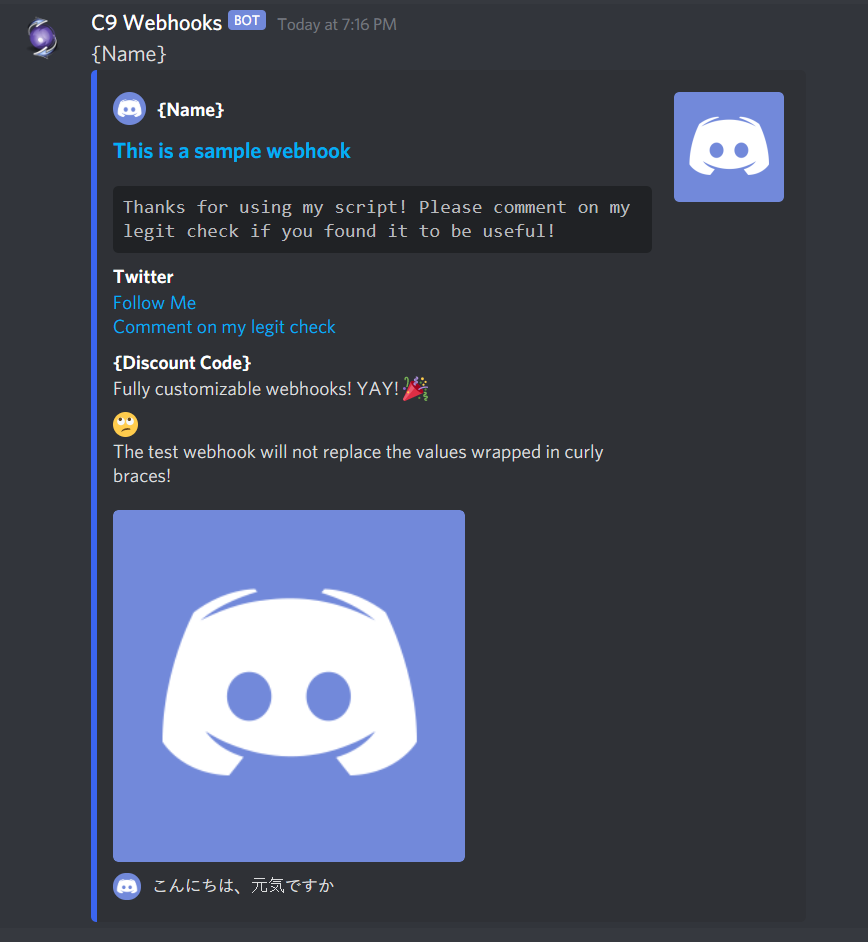 C9 Webhooks BOT Today at 7:16 PM
{Name}
{Name}
This is a sample webhook
Thanks for using my script! Please comment on my
legit check if you found it to be useful!
Twitter
Follow Me
Comment on my legit check
{Discount Code}
Fully customizable webhooks! YAY! 🎉
🙄
The test webhook will not replace the values wrapped in curly
braces!
こんにちは、元気ですか